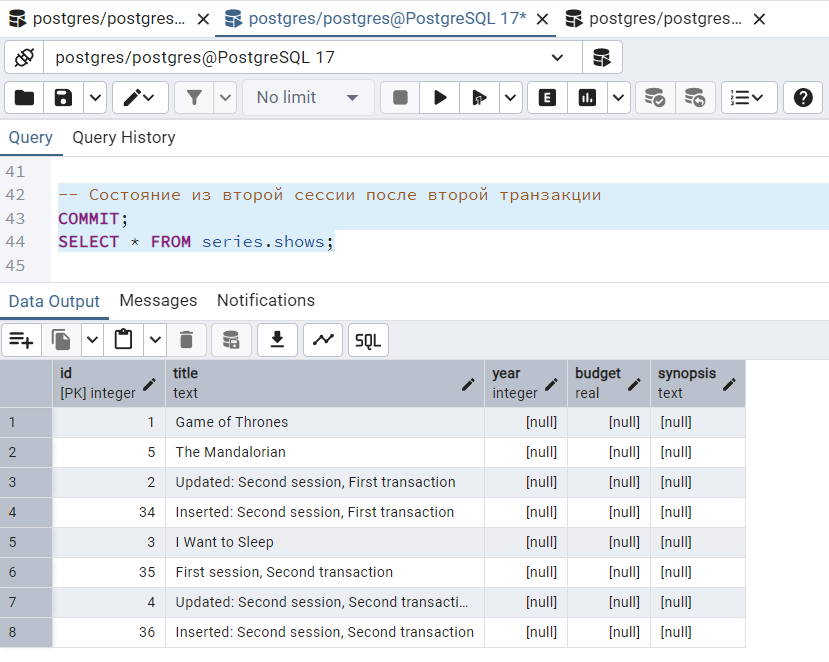 postgres/postgres... postgres/postgres@PostgreSQL 17* postgres/postgres...
postgres/postgres@PostgreSQL 17
No limit E
Query Query History
41
42 -- Состояние из второй сессии после второй транзакции
43 COMMIT;
44 SELECT * FROM series.shows;
45
Data Output Messages Notifications
SQL
id title year budget synopsis
[PK] integer text integer real text
1 1 Game of Thrones [null] [null] [null]
2 5 The Mandalorian [null] [null] [null]
3 2 Updated: Second session, First transaction [null] [null] [null]
4 34 Inserted: Second session, First transaction [null] [null] [null]
5 3 I Want to Sleep [null] [null] [null]
6 35 First session, Second transaction [null] [null] [null]
7 4 Updated: Second session, Second transacti... [null] [null] [null]
8 36 Inserted: Second session, Second transaction [null] [null] [null]